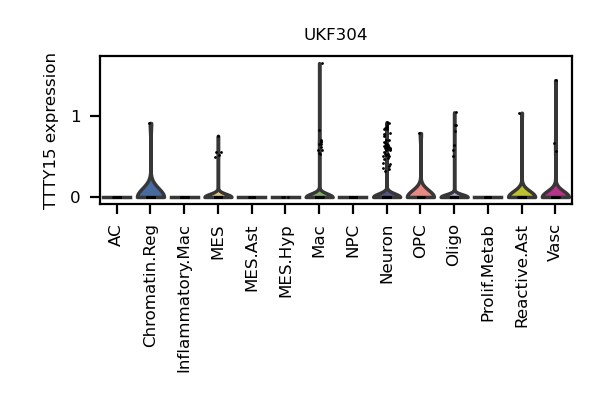 UKF304
TTTY15 expression
1
0
AC
Chromatin.Reg
Inflammatory.Mac
MES
MES.Ast
MES.Hyp
Mac
NPC
Neuron
OPC
Oligo
Prolif.Metab
Reactive.Ast
Vasc